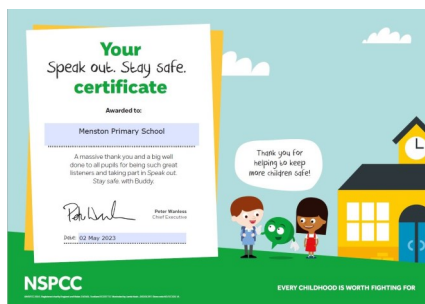 Your
Speak out. Stay safe.
certificate
Awarded to:
Menston Primary School
A massive thank you and a big well
done to all pupils for being such great
listeners and taking part in Speak out.
Stay safe. with Buddy.
Peter Wanless
Chief Executive
Date: 02 May 2023
Thank you for
helping to keep
more children safe!
NSPCC
EVERY CHILDHOOD IS WORTH FIGHTING FOR